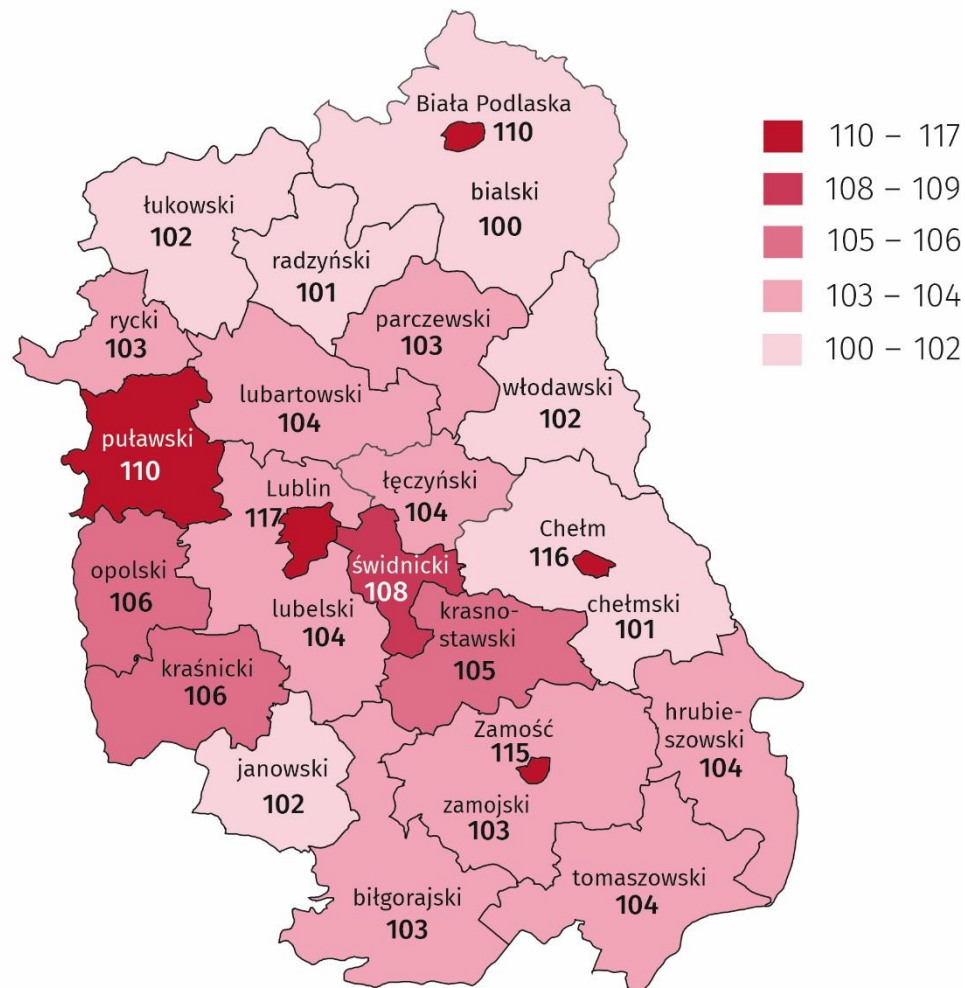 Biała Podlaska
110
bialski
100
łukowski
102
radzyński
101
rycki
103
parczewski
103
lubartowski
104
włodawski
102
puławski
110
Lublin
117
łęczyński
104
Chełm
116
świdnicki
108
opolski
106
lubelski
104
krasno-
stawski
105
chełmski
101
kraśnicki
106
hrubie-
szowski
104
janowski
102
Zamość
115
zamojski
103
biłgorajski
103
tomaszowski
104
110 – 117
108 – 109
105 – 106
103 – 104
100 – 102